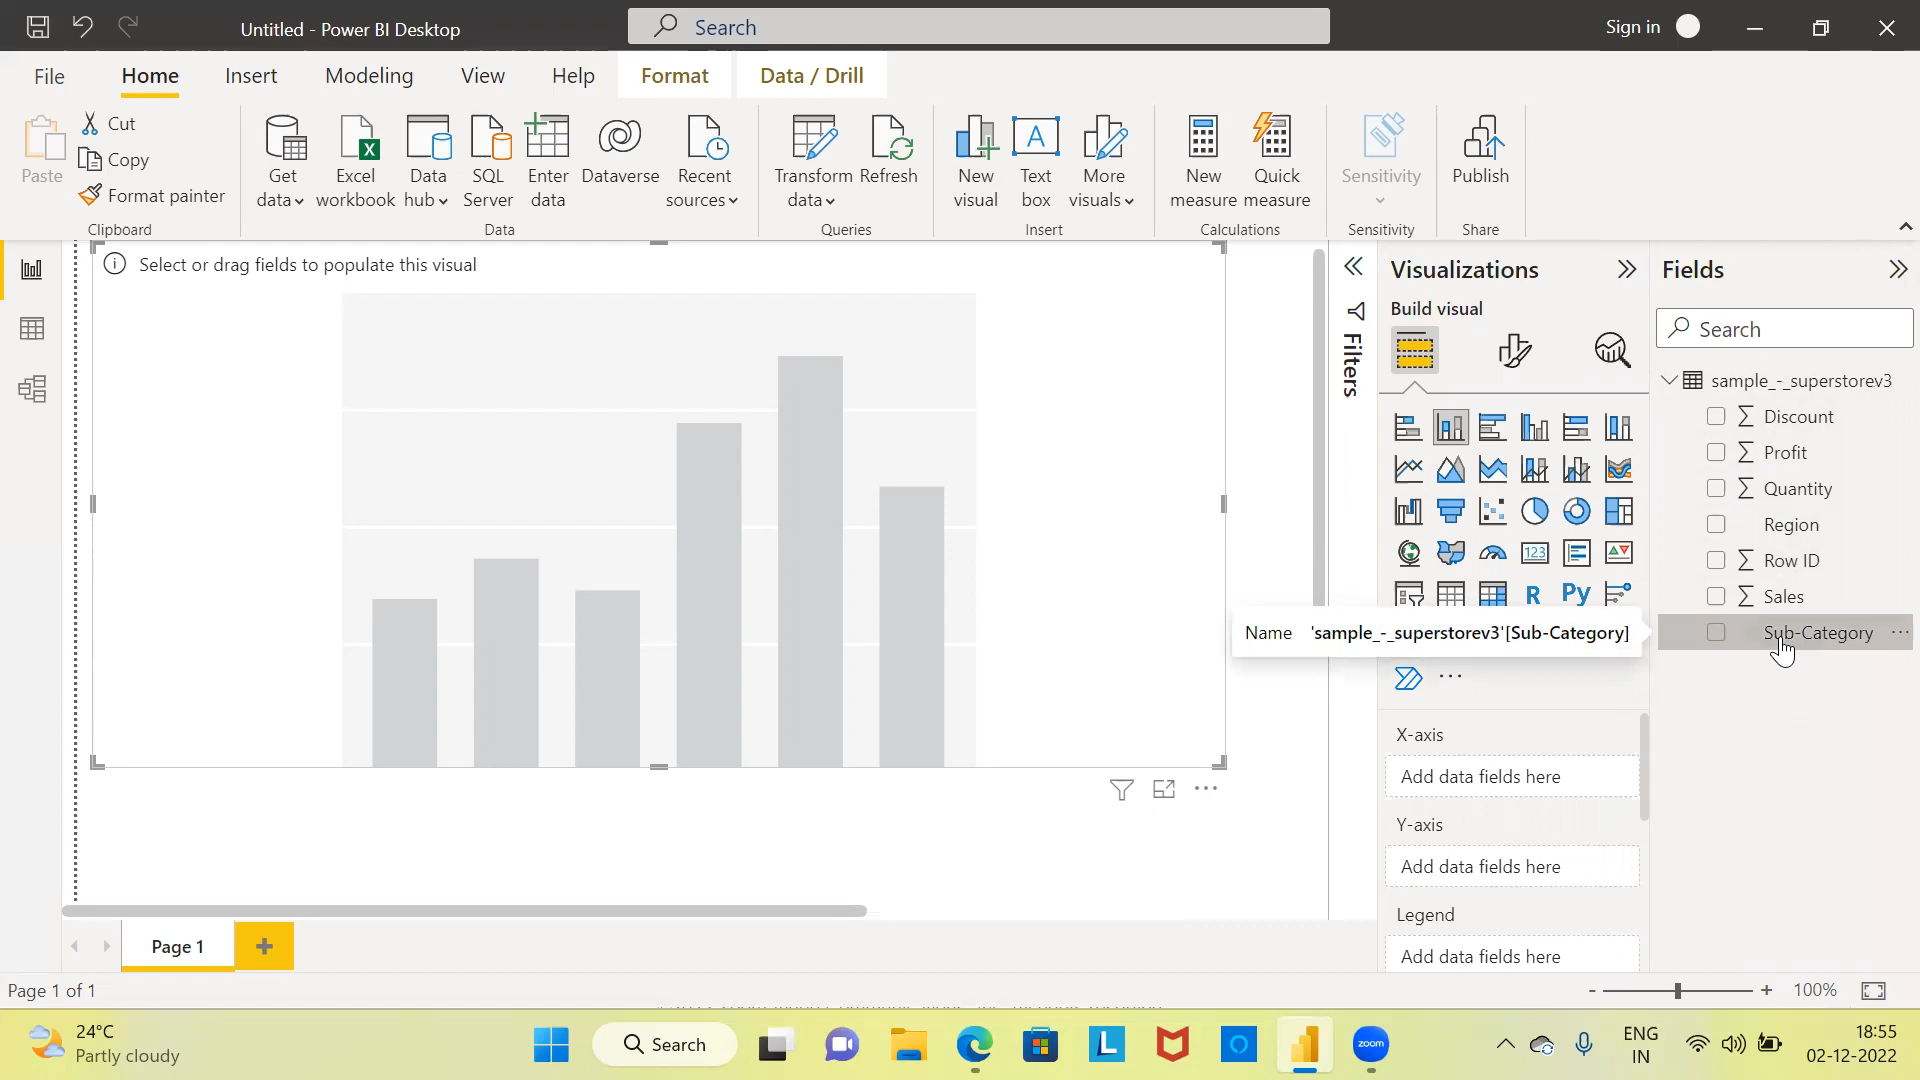 Untitled - Power BI Desktop
Search
Sign in
File
Home
Insert
Modeling
View
Help
Format
Data / Drill
Paste
Cut
Copy
Format painter
Clipboard
Get data
Excel workbook
Data hub
SQL Server
Enter data
Dataverse
Recent sources
Data
Transform data
Refresh
Queries
New visual
Text box
More visuals
Insert
New measure
Quick measure
Calculations
Sensitivity
Sensitivity
Publish
Share
Select or drag fields to populate this visual
Filters
Visualizations
Build visual
123
R
Py
Name 'sample_-_superstorev3'[Sub-Category]
X-axis
Add data fields here
Y-axis
Add data fields here
Legend
Add data fields here
Fields
Search
sample_-_superstorev3
Discount
Profit
Quantity
Region
Row ID
Sales
Sub-Category
Page 1
Page 1 of 1
- + 100%
24°C
Partly cloudy
Search
L
zoom
ENG
IN
18:55
02-12-2022